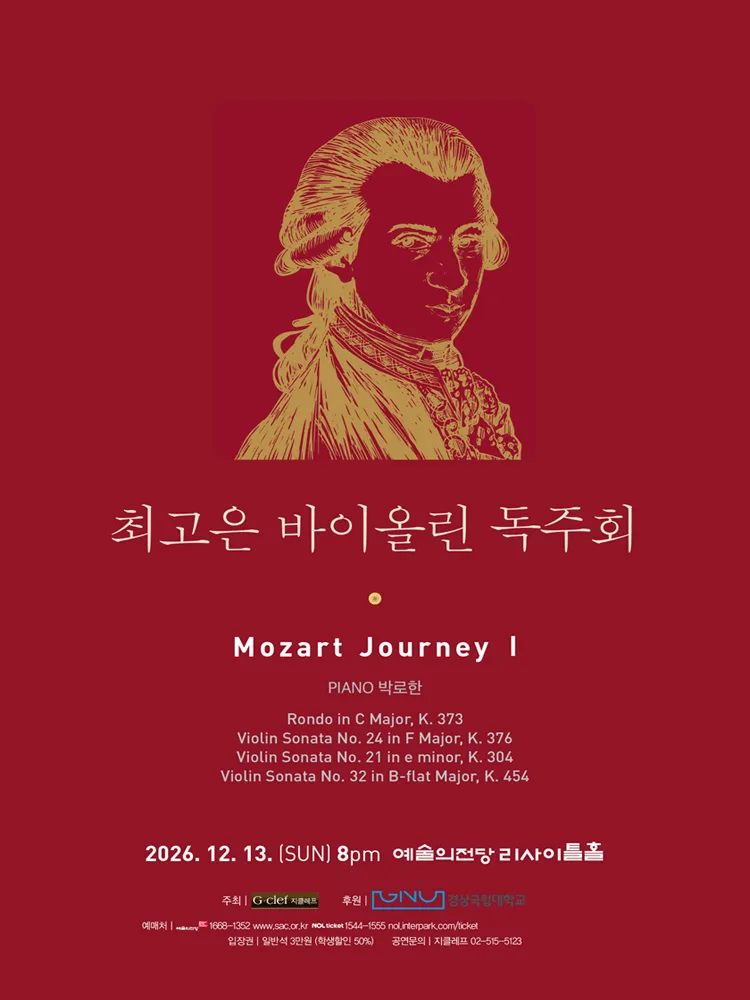 최고은 바이올린 독주회
Mozart Journey I
PIANO 박로한
Rondo in C Major, K. 373
Violin Sonata No. 24 in F Major, K. 376
Violin Sonata No. 21 in e minor, K. 304
Violin Sonata No. 32 in B-flat Major, K. 454
2026. 12. 13. (SUN) 8pm 예술의전당 리사이틀홀
주최 | G·clef 지클레프 후원 | GNU 경상국립대학교
예매처 | 예술의전당 1668-1352 www.sac.or.kr NOL ticket 1544-1555 nol.interpark.com/ticket
입장권 | 일반석 3만원 (학생할인 50%) 공연문의 | 지클레프 02-515-5123